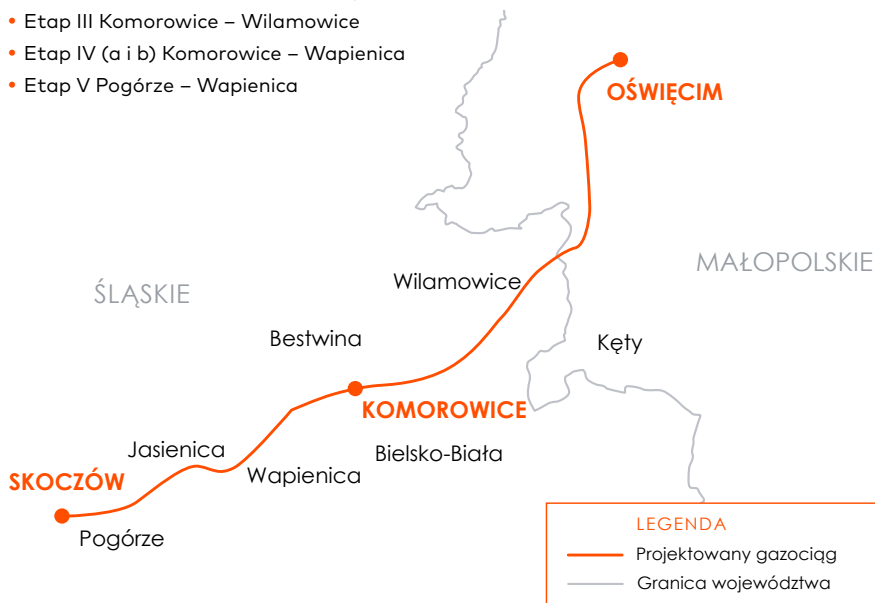 • Etap III Komorowice – Wilamowice
• Etap IV (a i b) Komorowice – Wapienica
• Etap V Pogórze – Wapienica
OŚWIĘCIM
MAŁOPOLSKIE
Wilamowice
ŚLĄSKIE
Bestwina
Kęty
KOMOROWICE
Jasienica
Bielsko-Biała
Wapienica
SKOCZÓW
Pogórze
LEGENDA
Projektowany gazociąg
Granica województwa